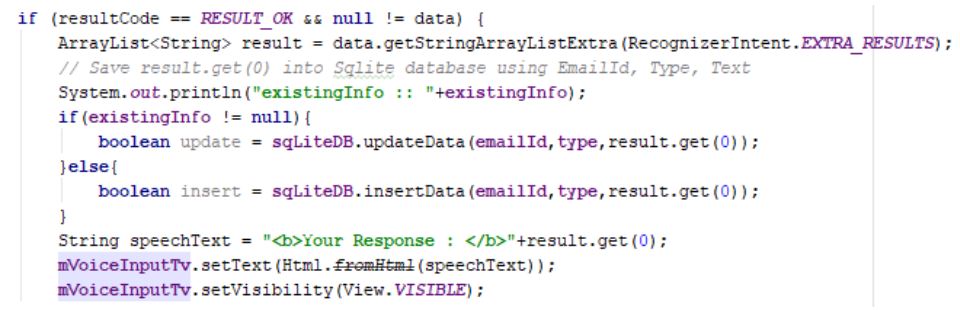 if (resultCode == RESULT_OK && null != data) {
ArrayList<String> result = data.getStringArrayListExtra(RecognizerIntent.EXTRA_RESULTS);
// Save result.get(0) into Sqlite database using EmailId, Type, Text
System.out.println("existingInfo :: "+existingInfo);
if(existingInfo != null){
boolean update = sqLiteDB.updateData(emailId,type,result.get(0));
}else{
boolean insert = sqLiteDB.insertData(emailId,type,result.get(0));
}
String speechText = "<b>Your Response : </b>"+result.get(0);
mVoiceInputTv.setText(Html.fromHtml(speechText));
mVoiceInputTv.setVisibility(View.VISIBLE);